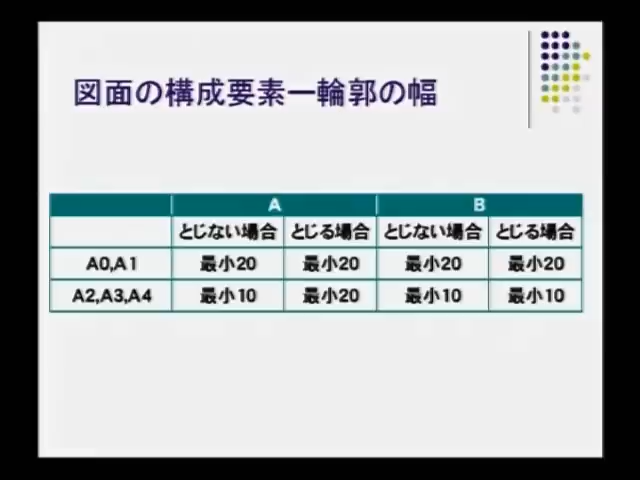 図面の構成要素ー輪郭の幅
A B
とじない場合 とじる場合 とじない場合 とじる場合
A0,A1 最小20 最小20 最小20 最小20
A2,A3,A4 最小10 最小20 最小10 最小10